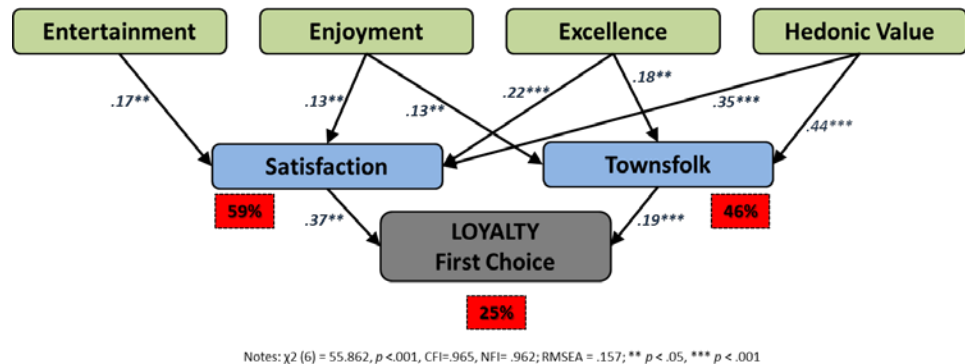 Entertainment
Enjoyment
Excellence
Hedonic Value
.17**
.13**
.13**
.22***
.18**
.35***
.44***
Satisfaction
Townsfolk
59%
46%
.37**
.19***
LOYALTY
First Choice
25%
Notes: χ2 (6) = 55.862, p <.001, CFI=.965, NFI= .962; RMSEA = .157; ** p < .05, *** p < .001